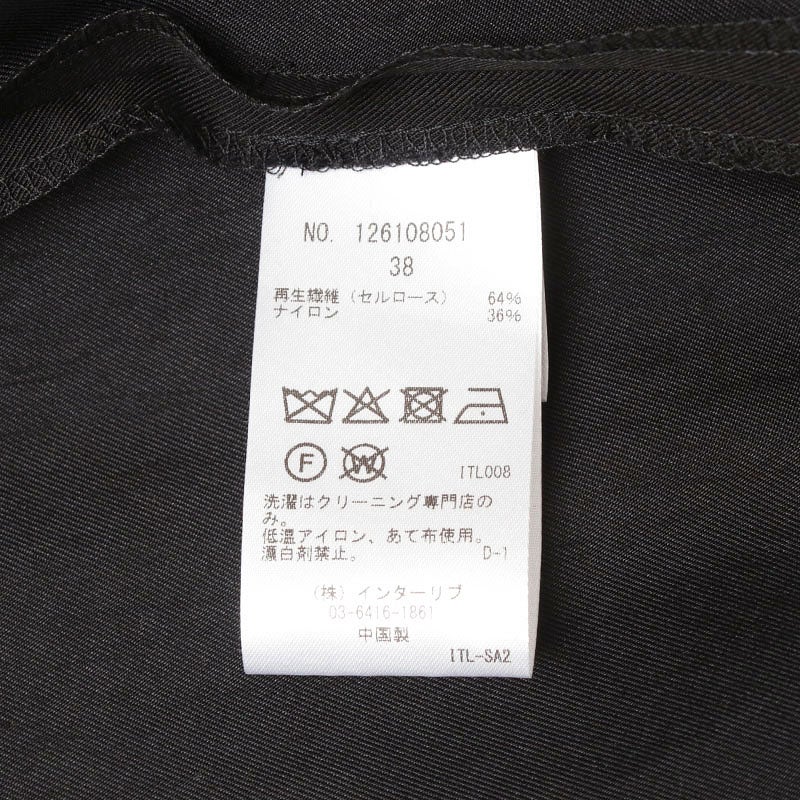 NO. 126108051
38
再生繊維（セルロース） 64%
ナイロン 36%
F W
ITL008
洗濯はクリーニング専門店の
み。
低温アイロン、あて布使用。
漂白剤禁止。 D-1
（株）インターリブ
03-6416-1861
中国製
ITL-SA2